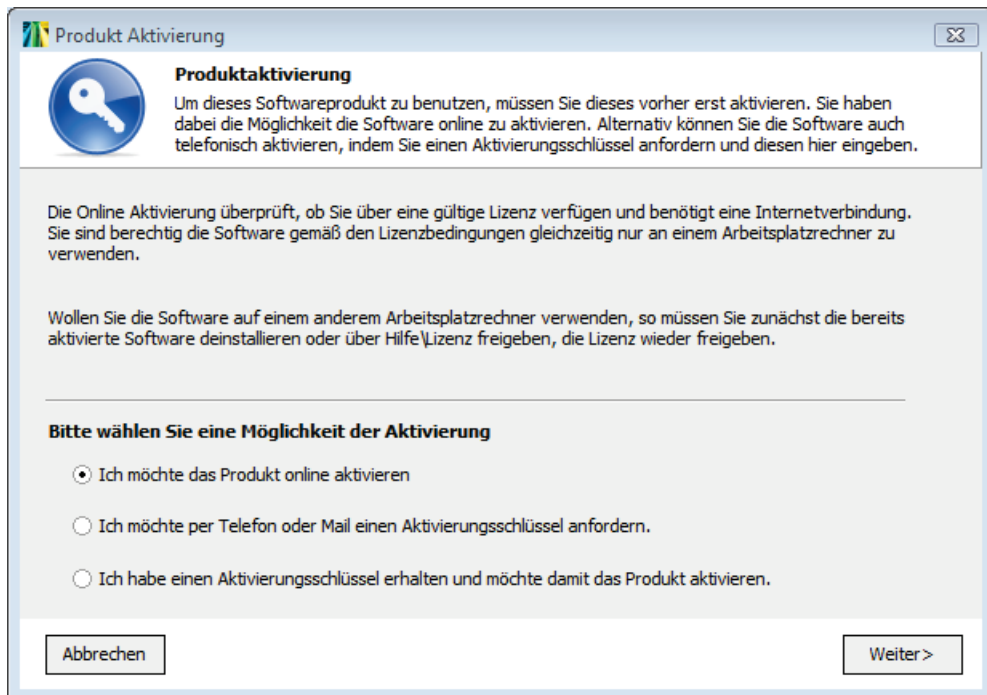 Produkt Aktivierung
Produktaktivierung
Um dieses Softwareprodukt zu benutzen, müssen Sie dieses vorher erst aktivieren. Sie haben
dabei die Möglichkeit die Software online zu aktivieren. Alternativ können Sie die Software auch
telefonisch aktivieren, indem Sie einen Aktivierungsschlüssel anfordern und diesen hier eingeben.
Die Online Aktivierung überprüft, ob Sie über eine gültige Lizenz verfügen und benötigt eine Internetverbindung.
Sie sind berechtig die Software gemäß den Lizenzbedingungen gleichzeitig nur an einem Arbeitsplatzrechner zu
verwenden.
Wollen Sie die Software auf einem anderem Arbeitsplatzrechner verwenden, so müssen Sie zunächst die bereits
aktivierte Software deinstallieren oder über Hilfe\Lizenz freigeben, die Lizenz wieder freigeben.
Bitte wählen Sie eine Möglichkeit der Aktivierung
Ich möchte das Produkt online aktivieren
Ich möchte per Telefon oder Mail einen Aktivierungsschlüssel anfordern.
Ich habe einen Aktivierungsschlüssel erhalten und möchte damit das Produkt aktivieren.
Abbrechen
Weiter>